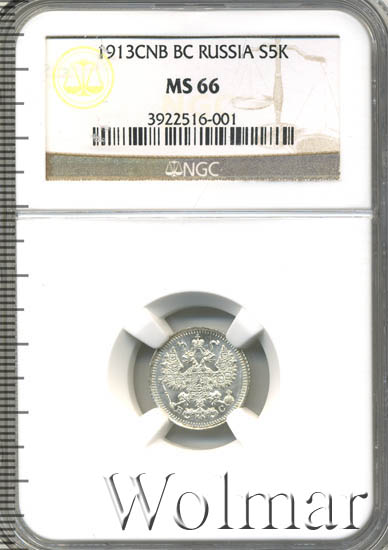 1913CNB BC RUSSIA S5K
MS 66
3922516-001
NGC
Wolmar